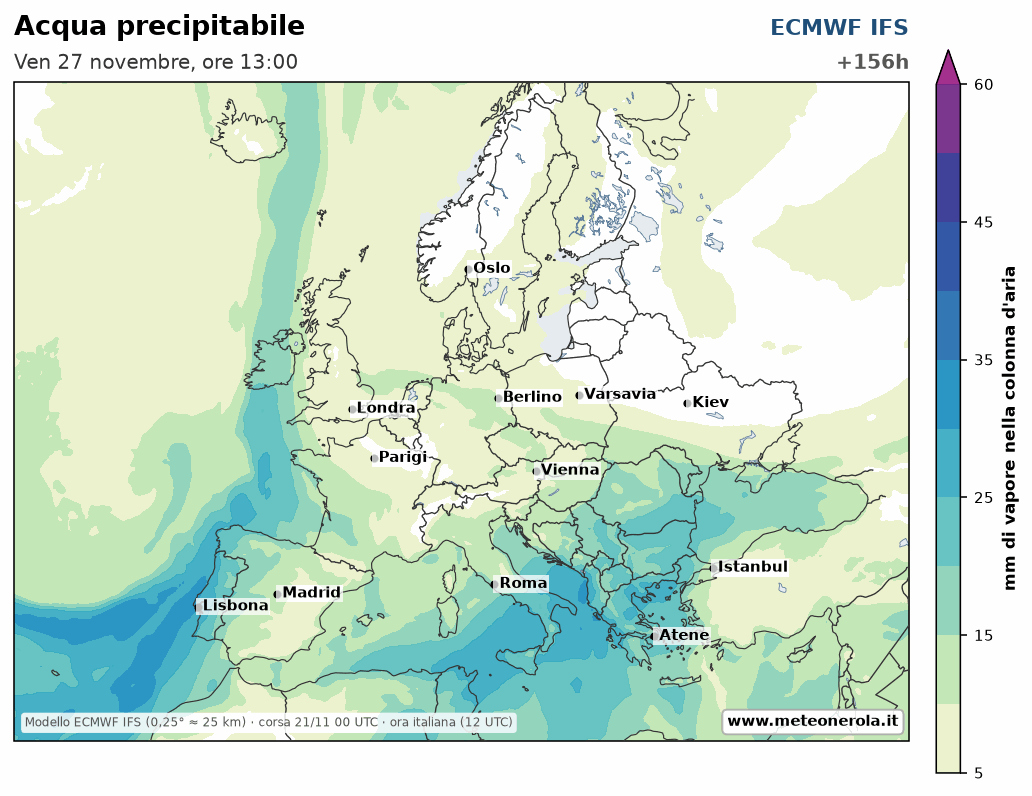 Acqua precipitabile
ECMWF IFS
Ven 27 novembre, ore 13:00
+156h
60
45
35
25
15
5
mm di vapore nella colonna d'aria
Oslo
Londra
Berlino
Varsavia
Kiev
Parigi
Vienna
Istanbul
Roma
Madrid
Lisbona
Atene
Modello ECMWF IFS (0,25° ≈ 25 km) · corsa 21/11 00 UTC · ora italiana (12 UTC)
www.meteonerola.it